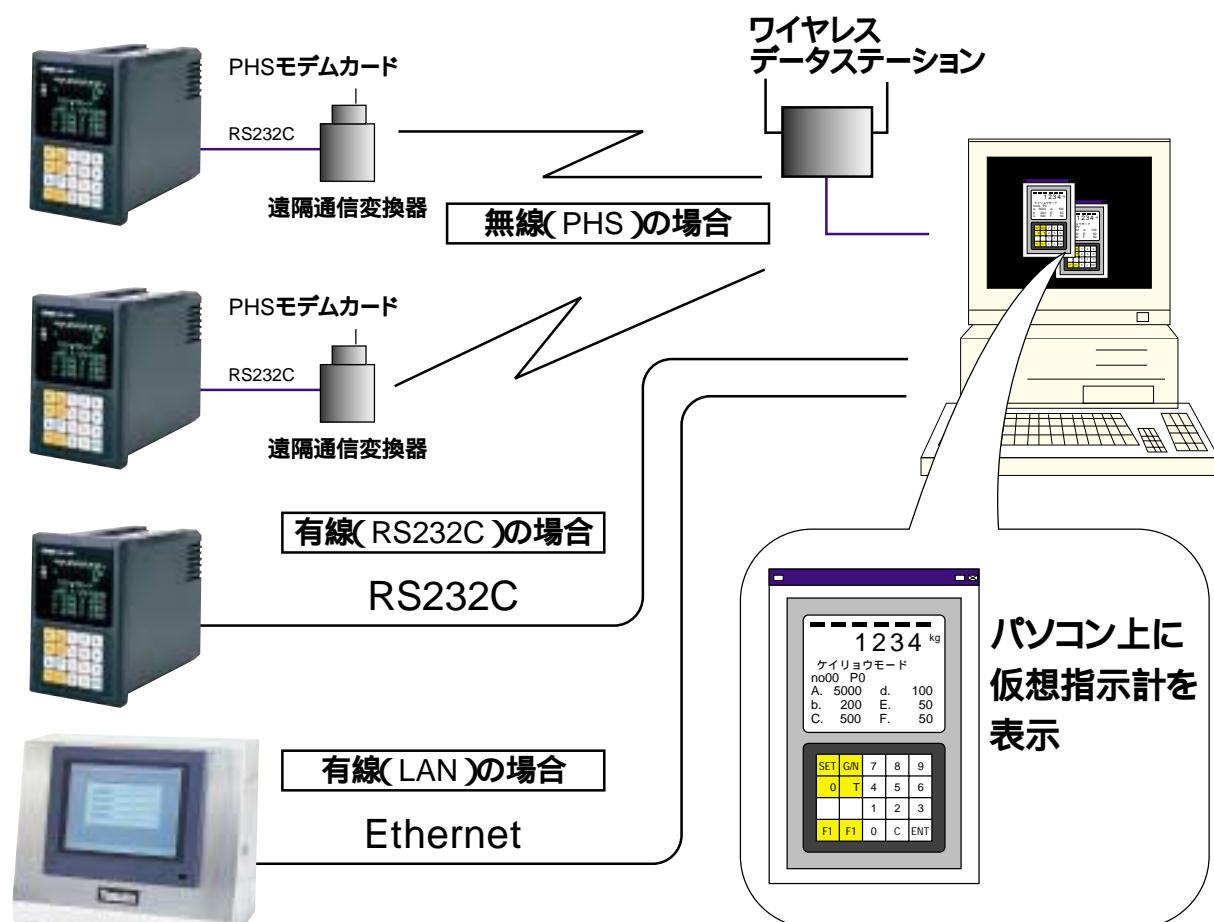 PHSモデムカード
RS232C
遠隔通信変換器
ワイヤレス
データステーション
無線(PHS)の場合
PHSモデムカード
RS232C
遠隔通信変換器
有線(RS232C)の場合
RS232C
有線(LAN)の場合
Ethernet
1234 kg
ケイリョウモード
no00 P0
A. 5000 d. 100
b. 200 E. 50
C. 500 F. 50
SET G/N 7 8 9
0 T 4 5 6
1 2 3
F1 F1 0 C ENT
パソコン上に
仮想指示計を
表示